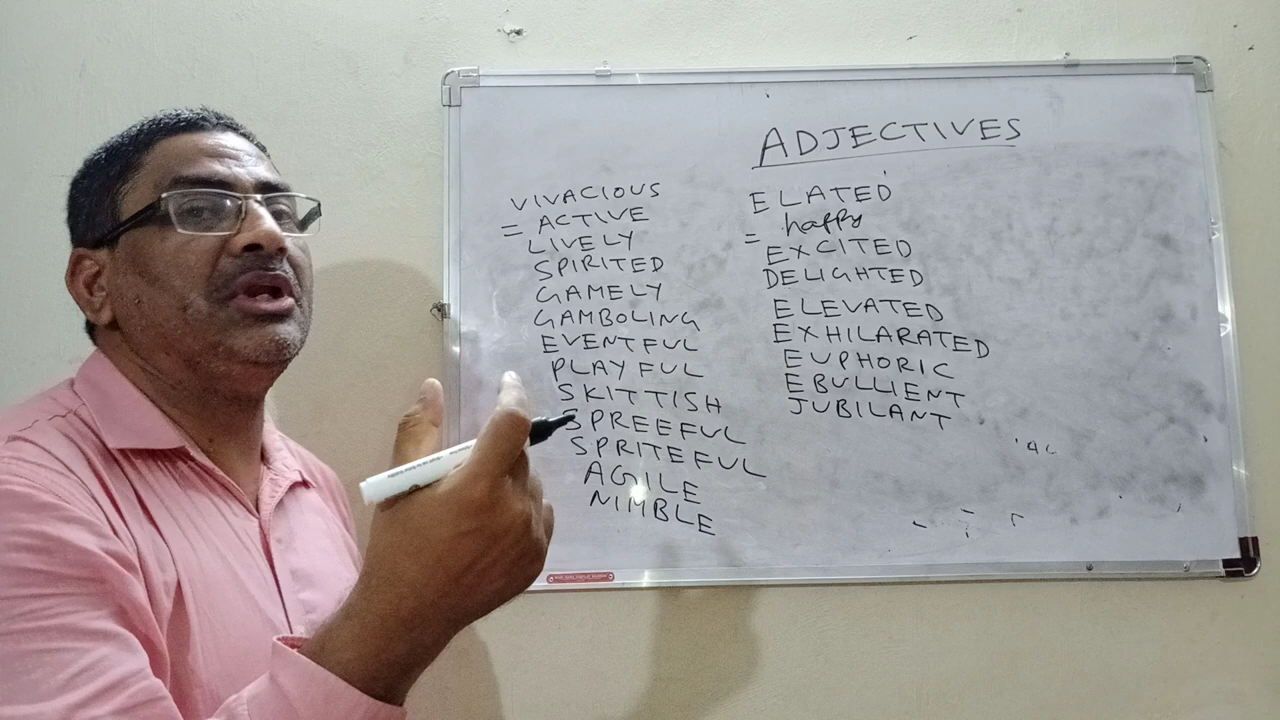 ADJECTIVES
VIVACIOUS
= ACTIVE
LIVELY
SPIRITED
GAMELY
GAMBOLING
EVENTFUL
PLAYFUL
SKITTISH
SPREEFUL
SPRITEFUL
AGILE
NIMBLE
ELATED
happy
= EXCITED
DELIGHTED
ELEVATED
EXHILARATED
EUPHORIC
EBULLIENT
JUBILANT